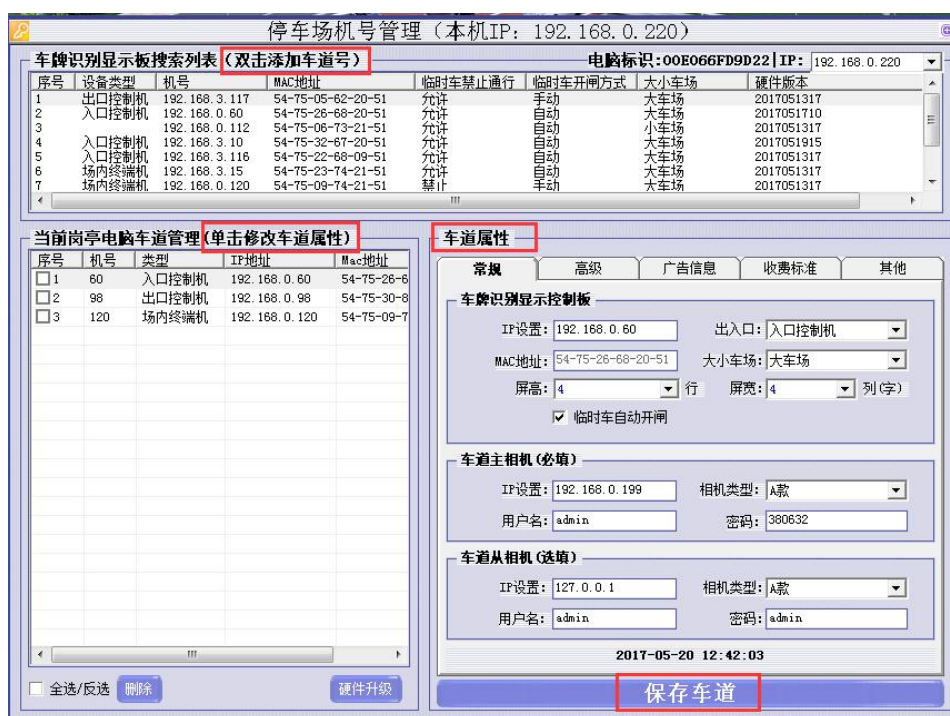 停车场机号管理（本机IP: 192.168.0.220）
车牌识别显示板搜索列表（双击添加车道号） 电脑标识:00E066FD9D22|IP: 192.168.0.220
序号 设备类型 机号 MAC地址 临时车禁止通行 临时车开闸方式 大小车场 硬件版本
1 出口控制机 192.168.3.117 54-75-05-62-20-51 允许 手动 大车场 2017051317
2 入口控制机 192.168.0.60 54-75-26-68-20-51 允许 自动 大车场 2017051710
3 192.168.0.112 54-75-06-73-21-51 允许 自动 小车场 2017051317
4 入口控制机 192.168.3.10 54-75-32-67-20-51 允许 自动 大车场 2017051915
5 入口控制机 192.168.3.116 54-75-22-68-09-51 允许 自动 大车场 2017051317
6 场内终端机 192.168.3.15 54-75-23-74-21-51 允许 自动 大车场 2017051317
7 场内终端机 192.168.0.120 54-75-09-74-21-51 禁止 手动 大车场 2017051317
当前岗亭电脑车道管理(单击修改车道属性)
序号 机号 类型 IP地址 Mac地址
1 60 入口控制机 192.168.0.60 54-75-26-6
2 98 出口控制机 192.168.0.98 54-75-30-8
3 120 场内终端机 192.168.0.120 54-75-09-7
全选/反选 删除 硬件升级
车道属性
常规 高级 广告信息 收费标准 其他
车牌识别显示控制板
IP设置: 192.168.0.60 出入口: 入口控制机
MAC地址: 54-75-26-68-20-51 大小车场: 大车场
屏高: 4 行 屏宽: 4 列(字)
临时车自动开闸
车道主相机(必填)
IP设置: 192.168.0.199 相机类型: A款
用户名: admin 密码: 380632
车道从相机(选填)
IP设置: 127.0.0.1 相机类型: A款
用户名: admin 密码: admin
2017-05-20 12:42:03
保存车道